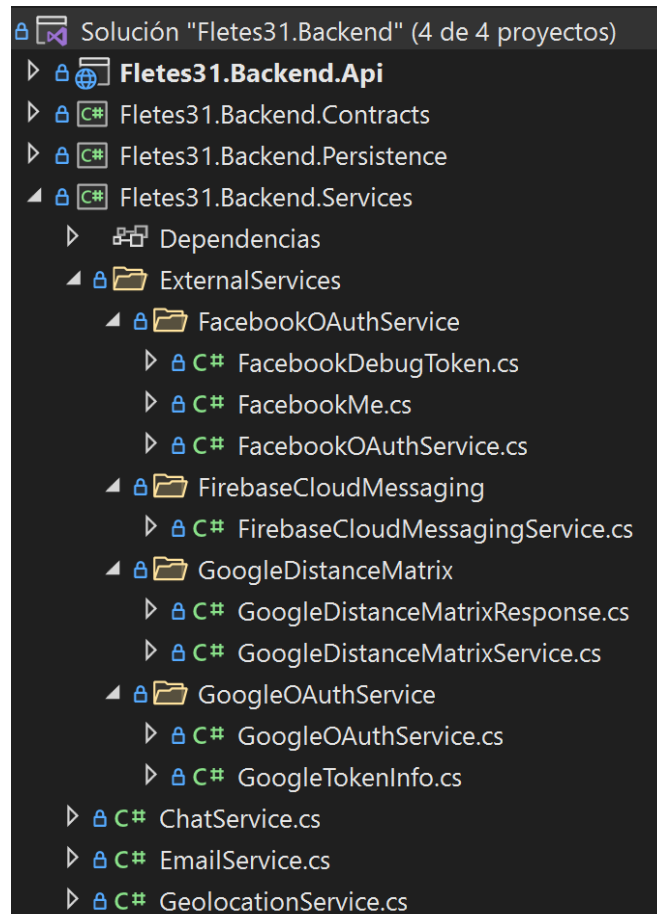 Solución "Fletes31.Backend" (4 de 4 proyectos)
Fletes31.Backend.Api
C# Fletes31.Backend.Contracts
C# Fletes31.Backend.Persistence
C# Fletes31.Backend.Services
Dependencias
ExternalServices
FacebookOAuthService
C# FacebookDebugToken.cs
C# FacebookMe.cs
C# FacebookOAuthService.cs
FirebaseCloudMessaging
C# FirebaseCloudMessagingService.cs
GoogleDistanceMatrix
C# GoogleDistanceMatrixResponse.cs
C# GoogleDistanceMatrixService.cs
GoogleOAuthService
C# GoogleOAuthService.cs
C# GoogleTokenInfo.cs
C# ChatService.cs
C# EmailService.cs
C# GeolocationService.cs